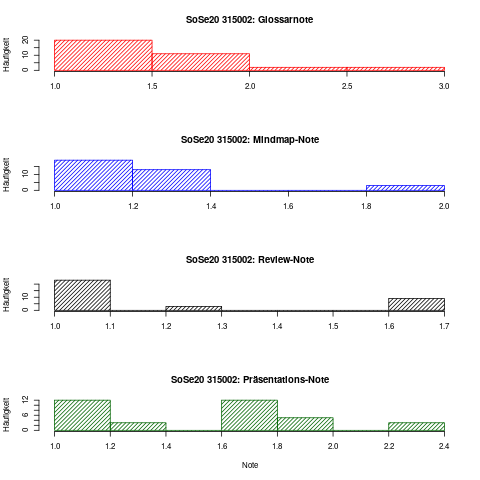 SoSe20 315002: Glossarnote
Häufigkeit
0 10 20
1.0 1.5 2.0 2.5 3.0
SoSe20 315002: Mindmap-Note
Häufigkeit
0 10
1.0 1.2 1.4 1.6 1.8 2.0
SoSe20 315002: Review-Note
Häufigkeit
0 10
1.0 1.1 1.2 1.3 1.4 1.5 1.6 1.7
SoSe20 315002: Präsentations-Note
Häufigkeit
0 6 12
1.0 1.2 1.4 1.6 1.8 2.0 2.2 2.4
Note